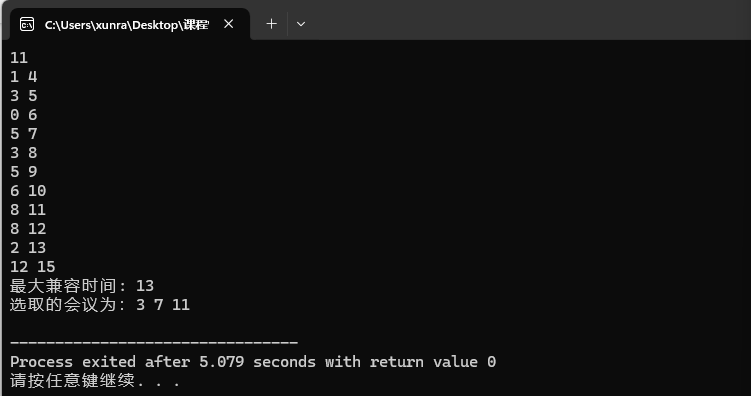 C:\Users\xunra\Desktop\课程
11
1 4
3 5
0 6
5 7
3 8
5 9
6 10
8 11
8 12
2 13
12 15
最大兼容时间: 13
选取的会议为: 3 7 11
--------------------------------
Process exited after 5.079 seconds with return value 0
请按任意键继续. . .